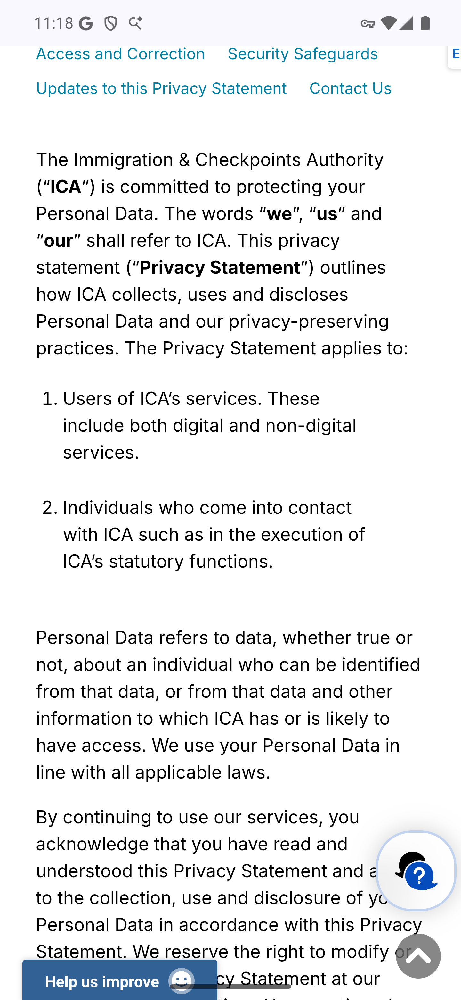 11:18
Access and Correction Security Safeguards
E
Updates to this Privacy Statement Contact Us
The Immigration & Checkpoints Authority
(“ICA”) is committed to protecting your
Personal Data. The words “we”, “us” and
“our” shall refer to ICA. This privacy
statement (“Privacy Statement”) outlines
how ICA collects, uses and discloses
Personal Data and our privacy-preserving
practices. The Privacy Statement applies to:
1. Users of ICA’s services. These
include both digital and non-digital
services.
2. Individuals who come into contact
with ICA such as in the execution of
ICA’s statutory functions.
Personal Data refers to data, whether true or
not, about an individual who can be identified
from that data, or from that data and other
information to which ICA has or is likely to
have access. We use your Personal Data in
line with all applicable laws.
By continuing to use our services, you
acknowledge that you have read and
understood this Privacy Statement and
to the collection, use and disclosure of
Personal Data in accordance with this Privacy
Statement. We reserve the right to modify or
Statement at our
Help us improve